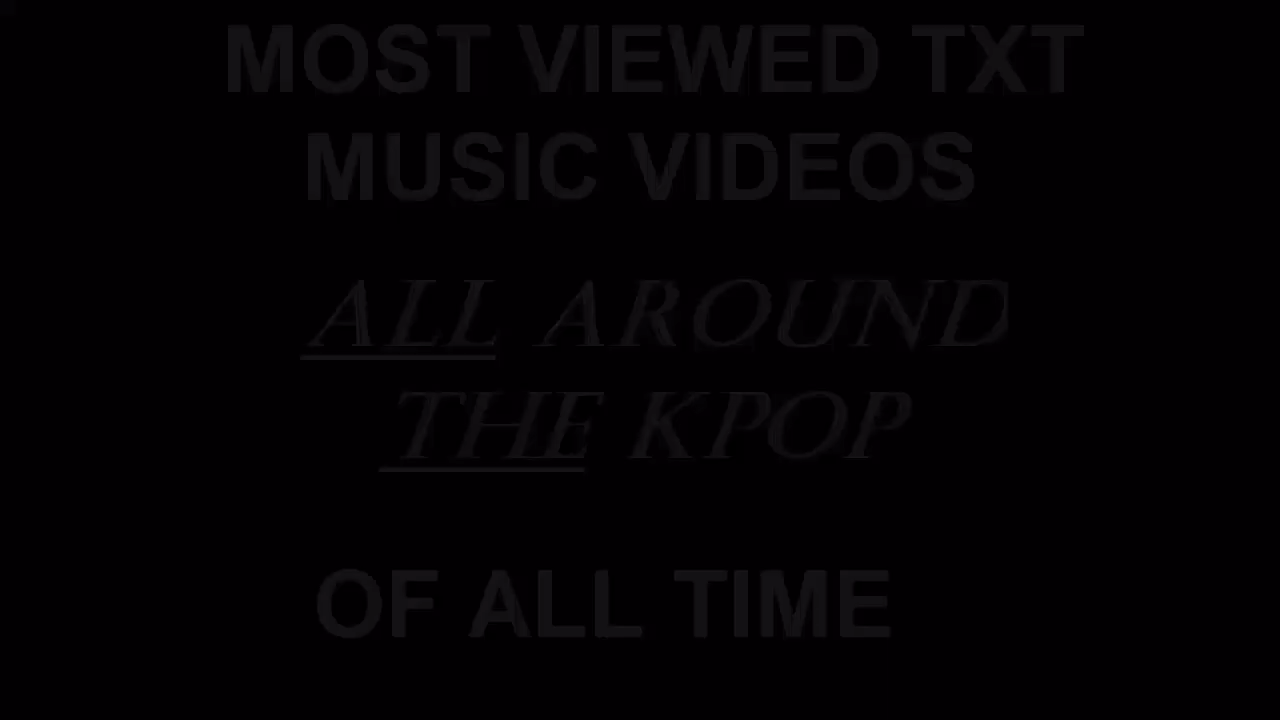 MOST VIEWED TXT
MUSIC VIDEOS
ALL AROUND
THE KPOP
OF ALL TIME